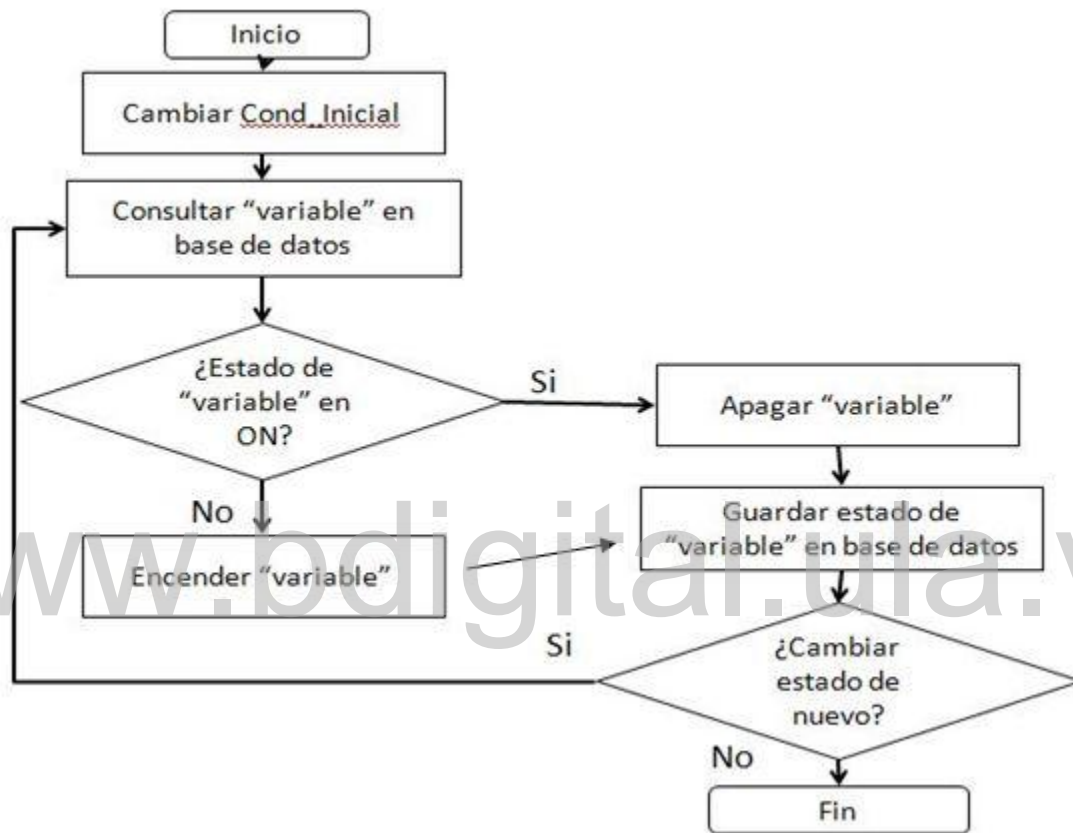 Inicio
Cambiar Cond_Inicial
Consultar “variable” en
base de datos
¿Estado de
“variable” en
ON?
Si
Apagar “variable”
No
Encender “variable”
Guardar estado de
“variable” en base de datos
Si
¿Cambiar
estado de
nuevo?
No
Fin
www.bdigital.ula.v